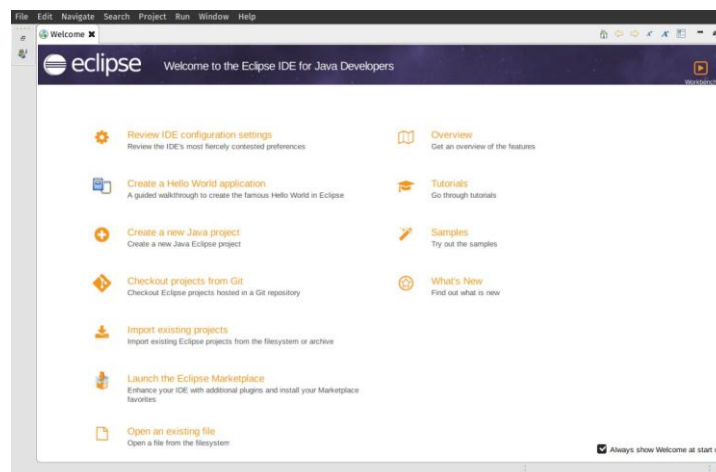 File Edit Navigate Search Project Run Window Help
Welcome
eclipse Welcome to the Eclipse IDE for Java Developers
Workbench
Review IDE configuration settings
Review the IDE's most fiercely contested preferences
Create a Hello World application
A guided walkthrough to create the famous Hello World in Eclipse
Create a new Java project
Create a new Java Eclipse project
Checkout projects from Git
Checkout Eclipse projects hosted in a Git repository
Import existing projects
Import existing Eclipse projects from the filesystem or archive
Launch the Eclipse Marketplace
Enhance your IDE with additional plugins and install your Marketplace
favorites
Open an existing file
Open a file from the filesystem
Overview
Get an overview of the features
Tutorials
Go through tutorials
Samples
Try out the samples
What's New
Find out what is new
Always show Welcome at start